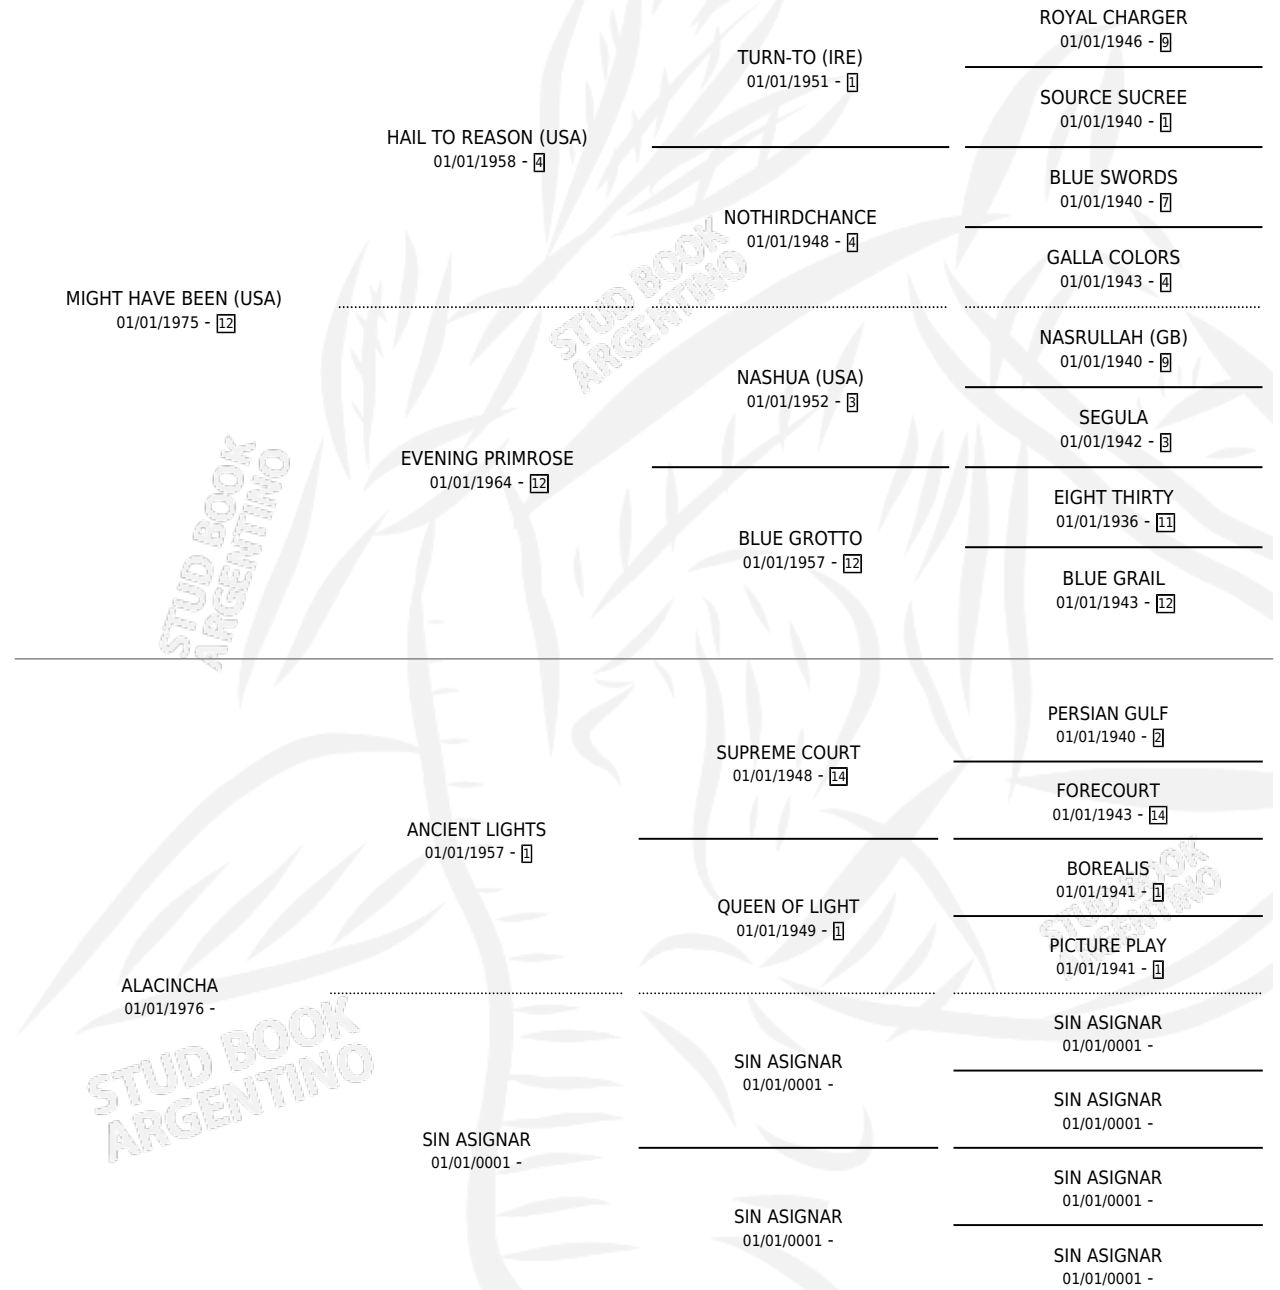 ROYAL CHARGER
01/01/1946 - 9
TURN-TO (IRE)
01/01/1951 - 1
SOURCE SUCREE
01/01/1940 - 1
HAIL TO REASON (USA)
01/01/1958 - 4
BLUE SWORDS
01/01/1940 - 7
NOTHIRDCHANCE
01/01/1948 - 4
GALLA COLORS
01/01/1943 - 4
MIGHT HAVE BEEN (USA)
01/01/1975 - 12
STUD BOOK
ARGENTINO
NASRULLAH (GB)
01/01/1940 - 9
NASHUA (USA)
01/01/1952 - 3
SEGULA
01/01/1942 - 3
EVENING PRIMROSE
01/01/1964 - 12
EIGHT THIRTY
01/01/1936 - 11
BLUE GROTTO
01/01/1957 - 12
BLUE GRAIL
01/01/1943 - 12
STUD BOOK
ARGENTINO
PERSIAN GULF
01/01/1940 - 2
SUPREME COURT
01/01/1948 - 14
FORECOURT
01/01/1943 - 14
ANCIENT LIGHTS
01/01/1957 - 1
BOREALIS
01/01/1941 - 1
QUEEN OF LIGHT
01/01/1949 - 1
STUD BOOK
ARGENTINO
PICTURE PLAY
01/01/1941 - 1
ALACINCHA
01/01/1976 -
STUD BOOK
ARGENTINO
SIN ASIGNAR
01/01/0001 -
SIN ASIGNAR
01/01/0001 -
SIN ASIGNAR
01/01/0001 -
SIN ASIGNAR
01/01/0001 -
SIN ASIGNAR
01/01/0001 -
SIN ASIGNAR
01/01/0001 -
SIN ASIGNAR
01/01/0001 -